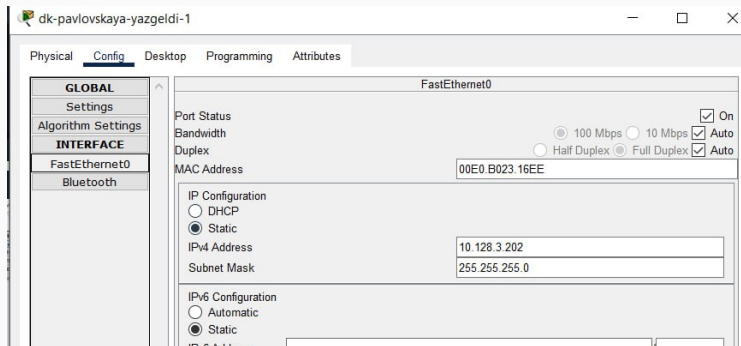 dk-pavlovskaya-yazgeldi-1
Physical Config Desktop Programming Attributes
GLOBAL
Settings
Algorithm Settings
INTERFACE
FastEthernet0
Bluetooth
FastEthernet0
Port Status On
Bandwidth 100 Mbps 10 Mbps Auto
Duplex Half Duplex Full Duplex Auto
MAC Address 00E0.B023.16EE
IP Configuration
DHCP
Static
IPv4 Address 10.128.3.202
Subnet Mask 255.255.255.0
IPv6 Configuration
Automatic
Static